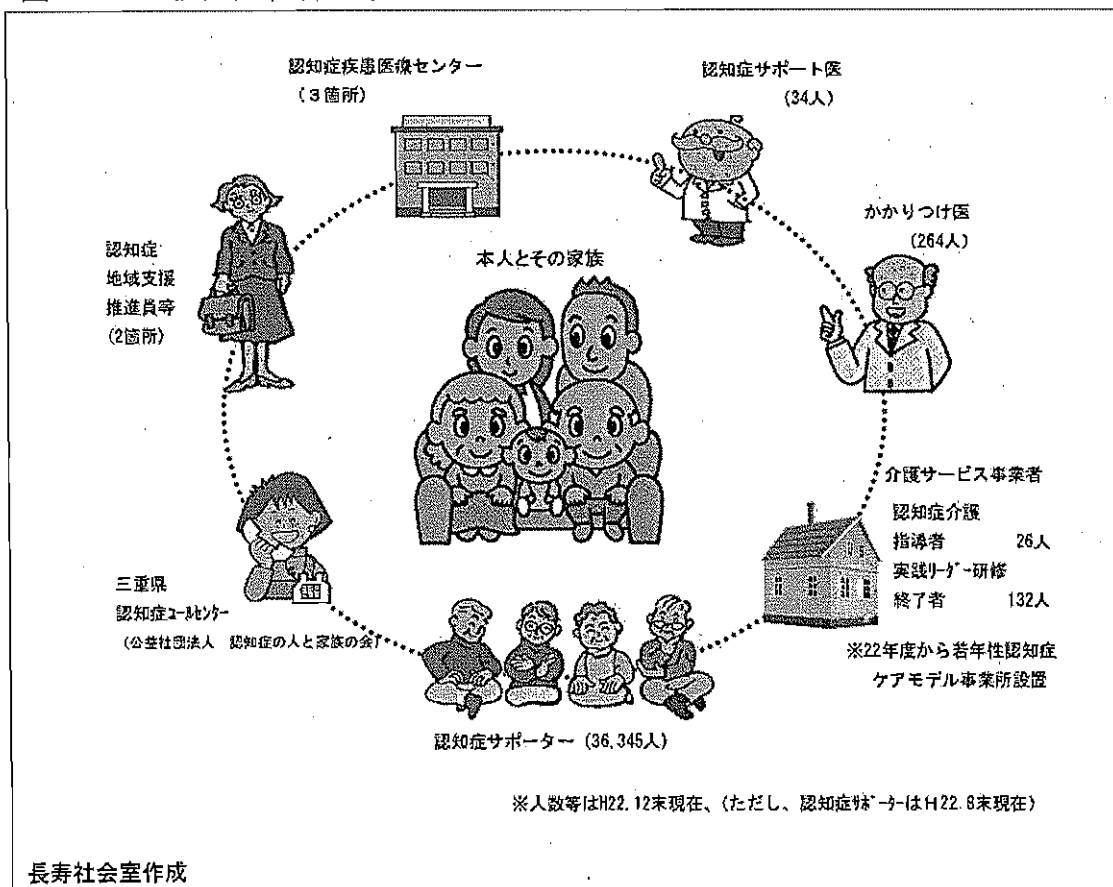 認知症疾患医療センター
(3箇所)
認知症サポート医
(34人)
かかりつけ医
(264人)
認知症
地域支援
推進員等
(2箇所)
本人とその家族
介護サービス事業者
認知症介護
指導者 26人
実践リーダー研修
終了者 132人
※22年度から若年性認知症
ケアモデル事業所設置
三重県
認知症コールセンター
(公益社団法人 認知症の人と家族の会)
認知症サポーター (36,345人)
※人数等はH22.12末現在、(ただし、認知症サポーターはH22.8末現在)
長寿社会室作成